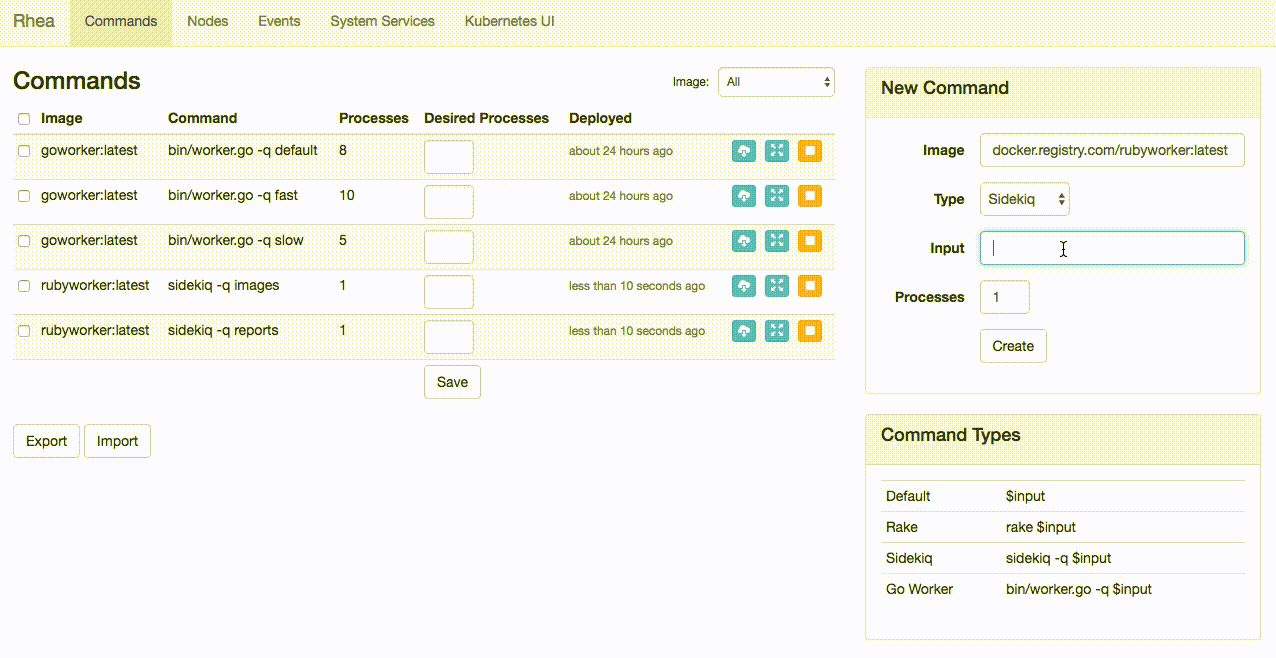 Rhea Commands Nodes Events System Services Kubernetes UI
Commands
Image: All
Image Command Processes Desired Processes Deployed
goworker:latest bin/worker.go -q default 8 about 24 hours ago
goworker:latest bin/worker.go -q fast 10 about 24 hours ago
goworker:latest bin/worker.go -q slow 5 about 24 hours ago
rubyworker:latest sidekiq -q images 1 less than 10 seconds ago
rubyworker:latest sidekiq -q reports 1 less than 10 seconds ago
Save
Export Import
New Command
Image docker.registry.com/rubyworker:latest
Type Sidekiq
Input
Processes 1
Create
Command Types
Default $input
Rake rake $input
Sidekiq sidekiq -q $input
Go Worker bin/worker.go -q $input